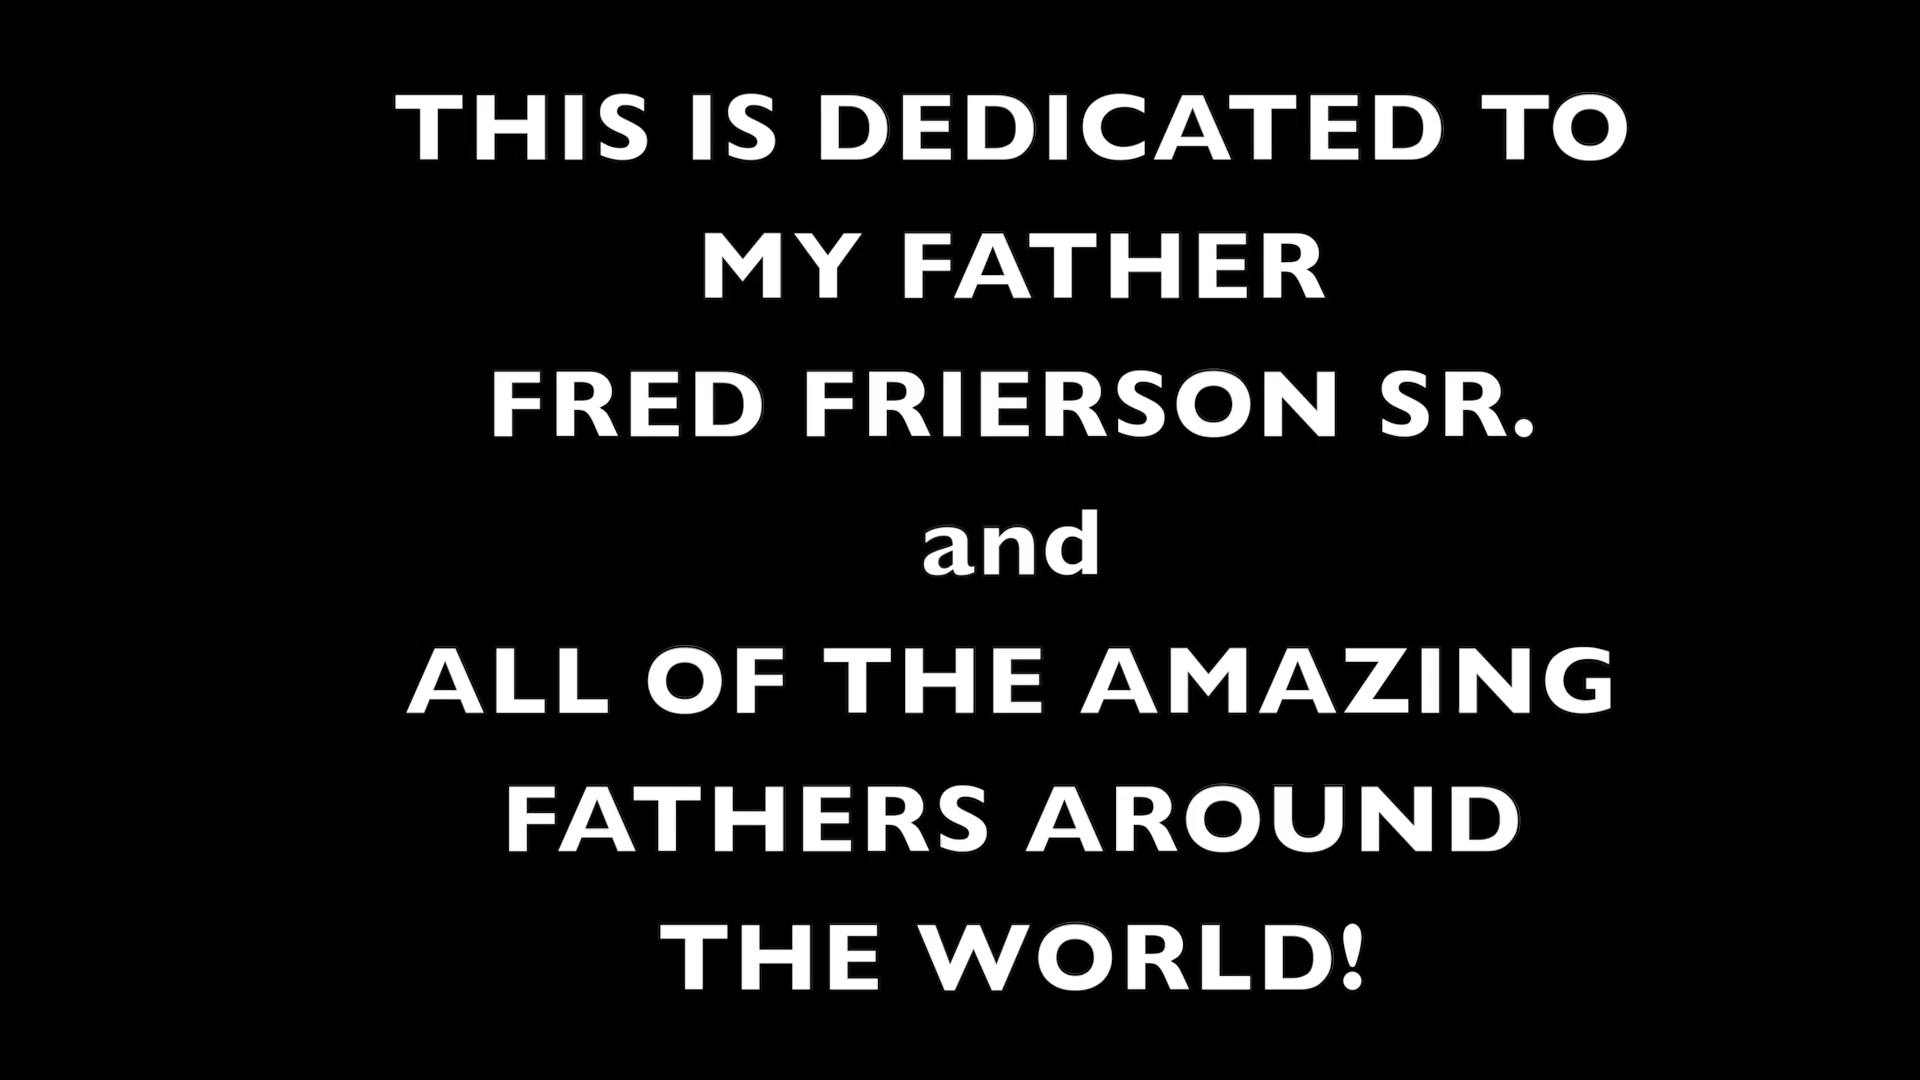 THIS IS DEDICATED TO
MY FATHER
FRED FRIERSON SR.
and
ALL OF THE AMAZING
FATHERS AROUND
THE WORLD!